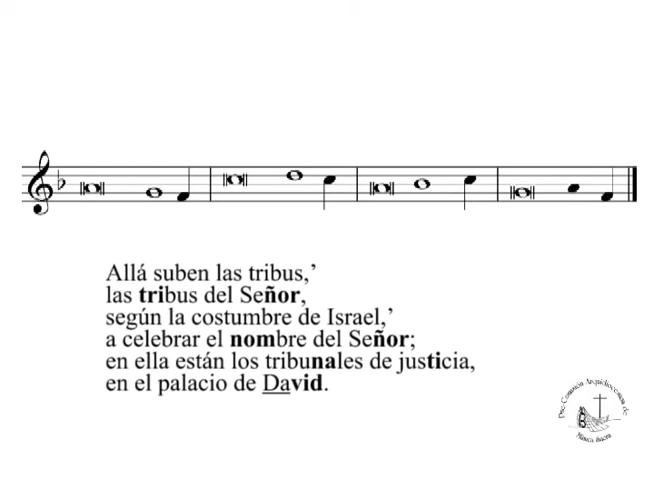 Allá suben las tribus,’
las tribus del Señor,
según la costumbre de Israel,’
a celebrar el nombre del Señor;
en ella están los tribunales de justicia,
en el palacio de David.